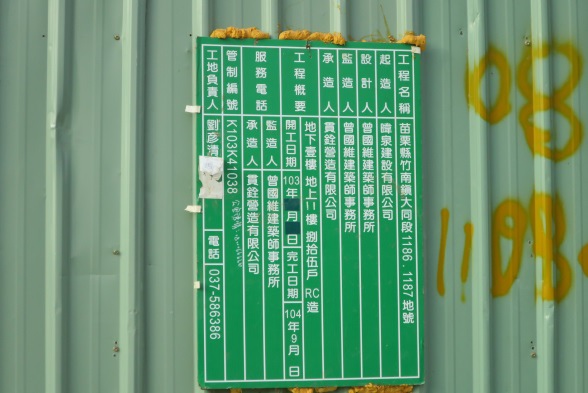 工程名稱 苗栗縣竹南鎮大同段1186.1187地號
起造人 暐泉建設有限公司
設計人 曾國維建築師事務所
監造人 曾國維建築師事務所
承造人 貫銓營造有限公司
工程概要 地下壹樓 地上11樓 捌拾伍戶 RC造
開工日期 103年 月 日 完工日期 104年9月 日
服務電話 監造人 曾國維建築師事務所
承造人 貫銓營造有限公司
管制編號 K103K41038
工地負責人 劉彥清 電話 037-586386
08
1108